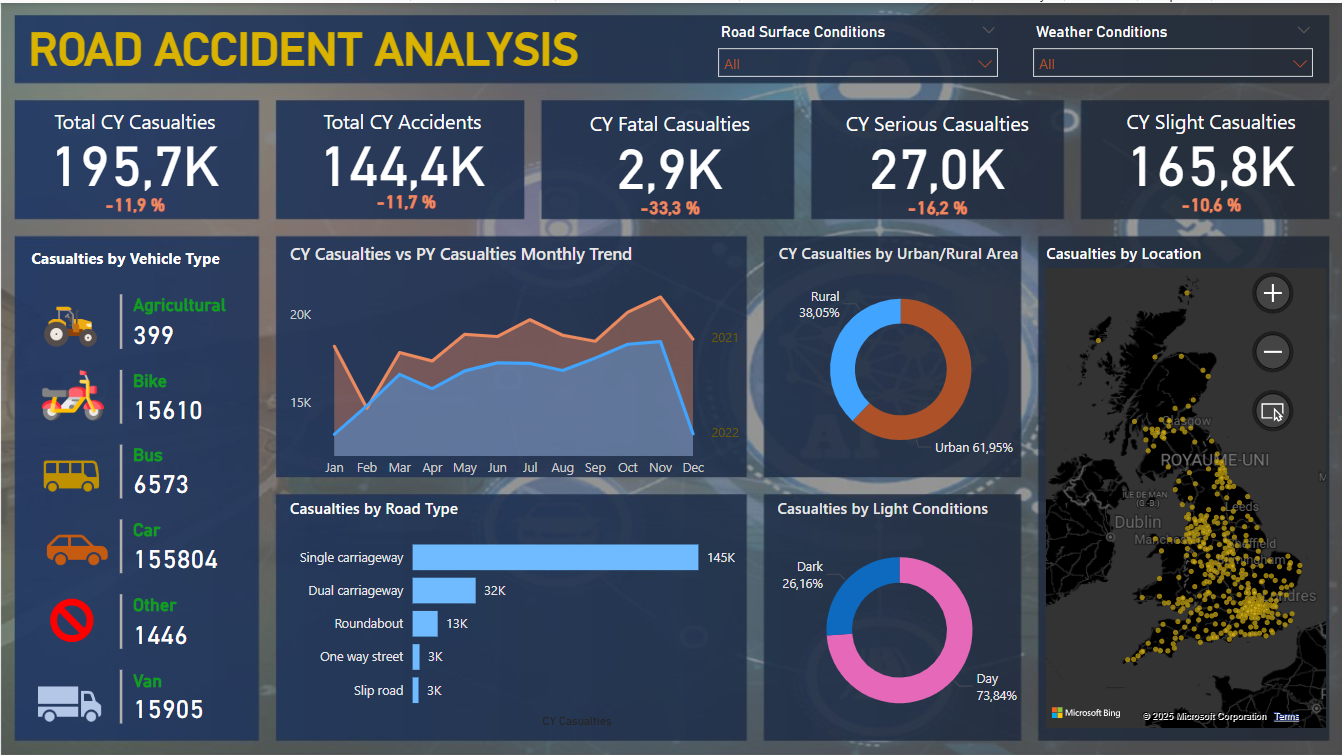 ROAD ACCIDENT ANALYSIS
Road Surface Conditions
All
Weather Conditions
All
Total CY Casualties
195,7K
-11,9 %
Total CY Accidents
144,4K
-11,7 %
CY Fatal Casualties
2,9K
-33,3 %
CY Serious Casualties
27,0K
-16,2 %
CY Slight Casualties
165,8K
-10,6 %
Casualties by Vehicle Type
Agricultural
399
Bike
15610
Bus
6573
Car
155804
Other
1446
Van
15905
CY Casualties vs PY Casualties Monthly Trend
20K
15K
2021
2022
Jan Feb Mar Apr May Jun Jul Aug Sep Oct Nov Dec
Casualties by Road Type
Single carriageway 145K
Dual carriageway 32K
Roundabout 13K
One way street 3K
Slip road 3K
CY Casualties
CY Casualties by Urban/Rural Area
Rural
38,05%
Urban 61,95%
Casualties by Light Conditions
Dark
26,16%
Day
73,84%
Casualties by Location
Glasgow
ROYAUME-UNI
ÎLE DE MAN
(G.-B.)
Leeds
Dublin
Microsoft Bing
© 2025 Microsoft Corporation Terms